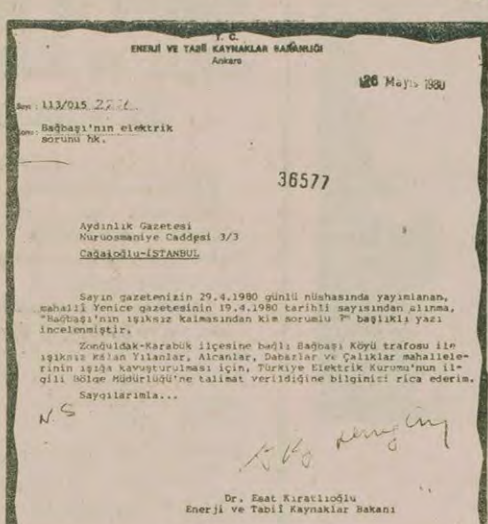 T. C.
ENERJİ VE TABİİ KAYNAKLAR BAKANLIĞI
Ankara
26 Mayıs 1980
Sayı : 113/015
Konu : Bağbaşı'nın elektrik
sorunu hk.
36577
Aydınlık Gazetesi
Nuruosmaniye Caddesi 3/3
Cağaloğlu-İSTANBUL
Sayın gazetenizin 29.4.1980 günlü nüshasında yayımlanan,
mahallî Yenice gazetesinin 19.4.1980 tarihti sayısından alınma,
"Bağbaşı'nın ışıksız kalmasından kim sorumlu ?" başlıklı yazı
incelenmiştir.
Zonguldak-Karabük ilçesine bağlı Bağbaşı Köyü trafosu ile
ışıksız kalan Yılanlar, Alcanlar, Dabazlar ve Çalıklar mahallele-
rinin ışığa kavuşturulması için, Türkiye Elektrik Kurumu'nun il-
gili Bölge Müdürlüğü'ne talimat verildiğine bilginizi rica ederim.
Saygılarımla...
N.S
Dr. Esat Kıratlıoğlu
Enerji ve Tabiî Kaynaklar Bakanı